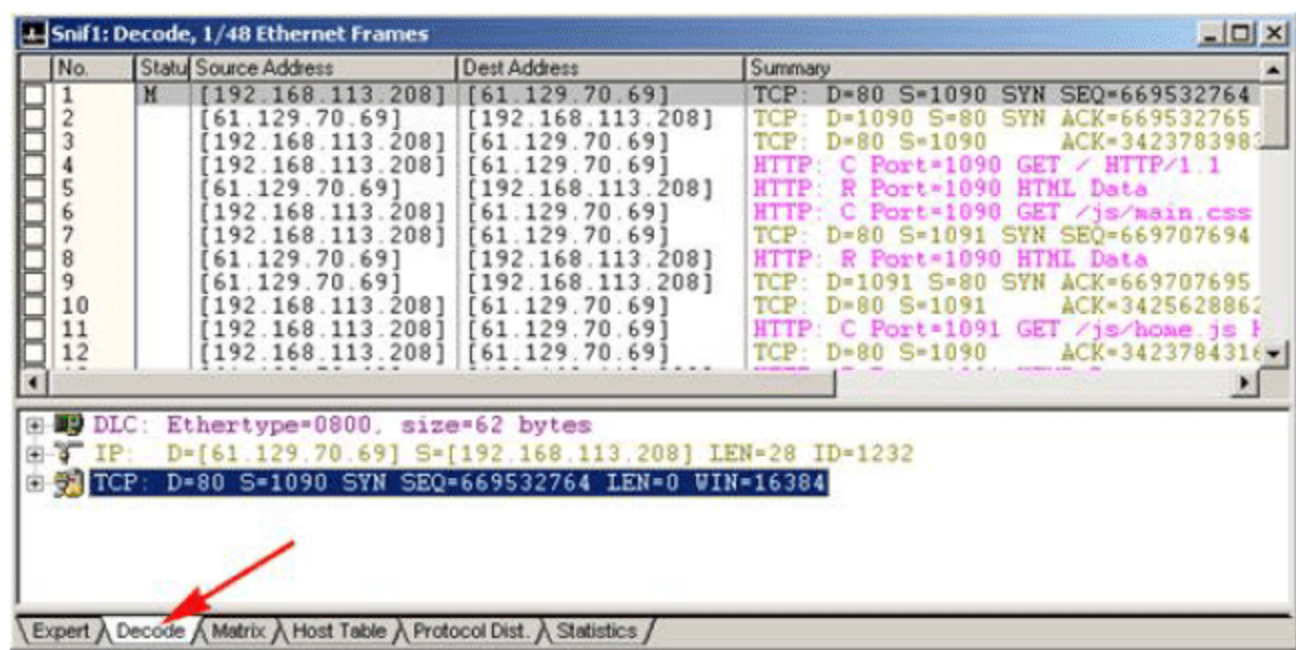 Snif1: Decode, 1/48 Ethernet Frames
No. Statu Source Address Dest Address Summary
1 M [192.168.113.208] [61.129.70.69] TCP: D=80 S=1090 SYN SEQ=669532764
2 [61.129.70.69] [192.168.113.208] TCP: D=1090 S=80 SYN ACK=669532765
3 [192.168.113.208] [61.129.70.69] TCP: D=80 S=1090 ACK=3423783983
4 [192.168.113.208] [61.129.70.69] HTTP: C Port=1090 GET / HTTP/1.1
5 [61.129.70.69] [192.168.113.208] HTTP: R Port=1090 HTML Data
6 [192.168.113.208] [61.129.70.69] HTTP: C Port=1090 GET /js/main.css
7 [192.168.113.208] [61.129.70.69] TCP: D=80 S=1091 SYN SEQ=669707694
8 [61.129.70.69] [192.168.113.208] HTTP: R Port=1090 HTML Data
9 [61.129.70.69] [192.168.113.208] TCP: D=1091 S=80 SYN ACK=669707695
10 [192.168.113.208] [61.129.70.69] TCP: D=80 S=1091 ACK=3425628862
11 [192.168.113.208] [61.129.70.69] HTTP: C Port=1091 GET /js/home.js H
12 [192.168.113.208] [61.129.70.69] TCP: D=80 S=1090 ACK=3423784316
DLC: Ethertype=0800, size=62 bytes
IP: D=[61.129.70.69] S=[192.168.113.208] LEN=28 ID=1232
TCP: D=80 S=1090 SYN SEQ=669532764 LEN=0 WIN=16384
Expert Decode Matrix Host Table Protocol Dist. Statistics